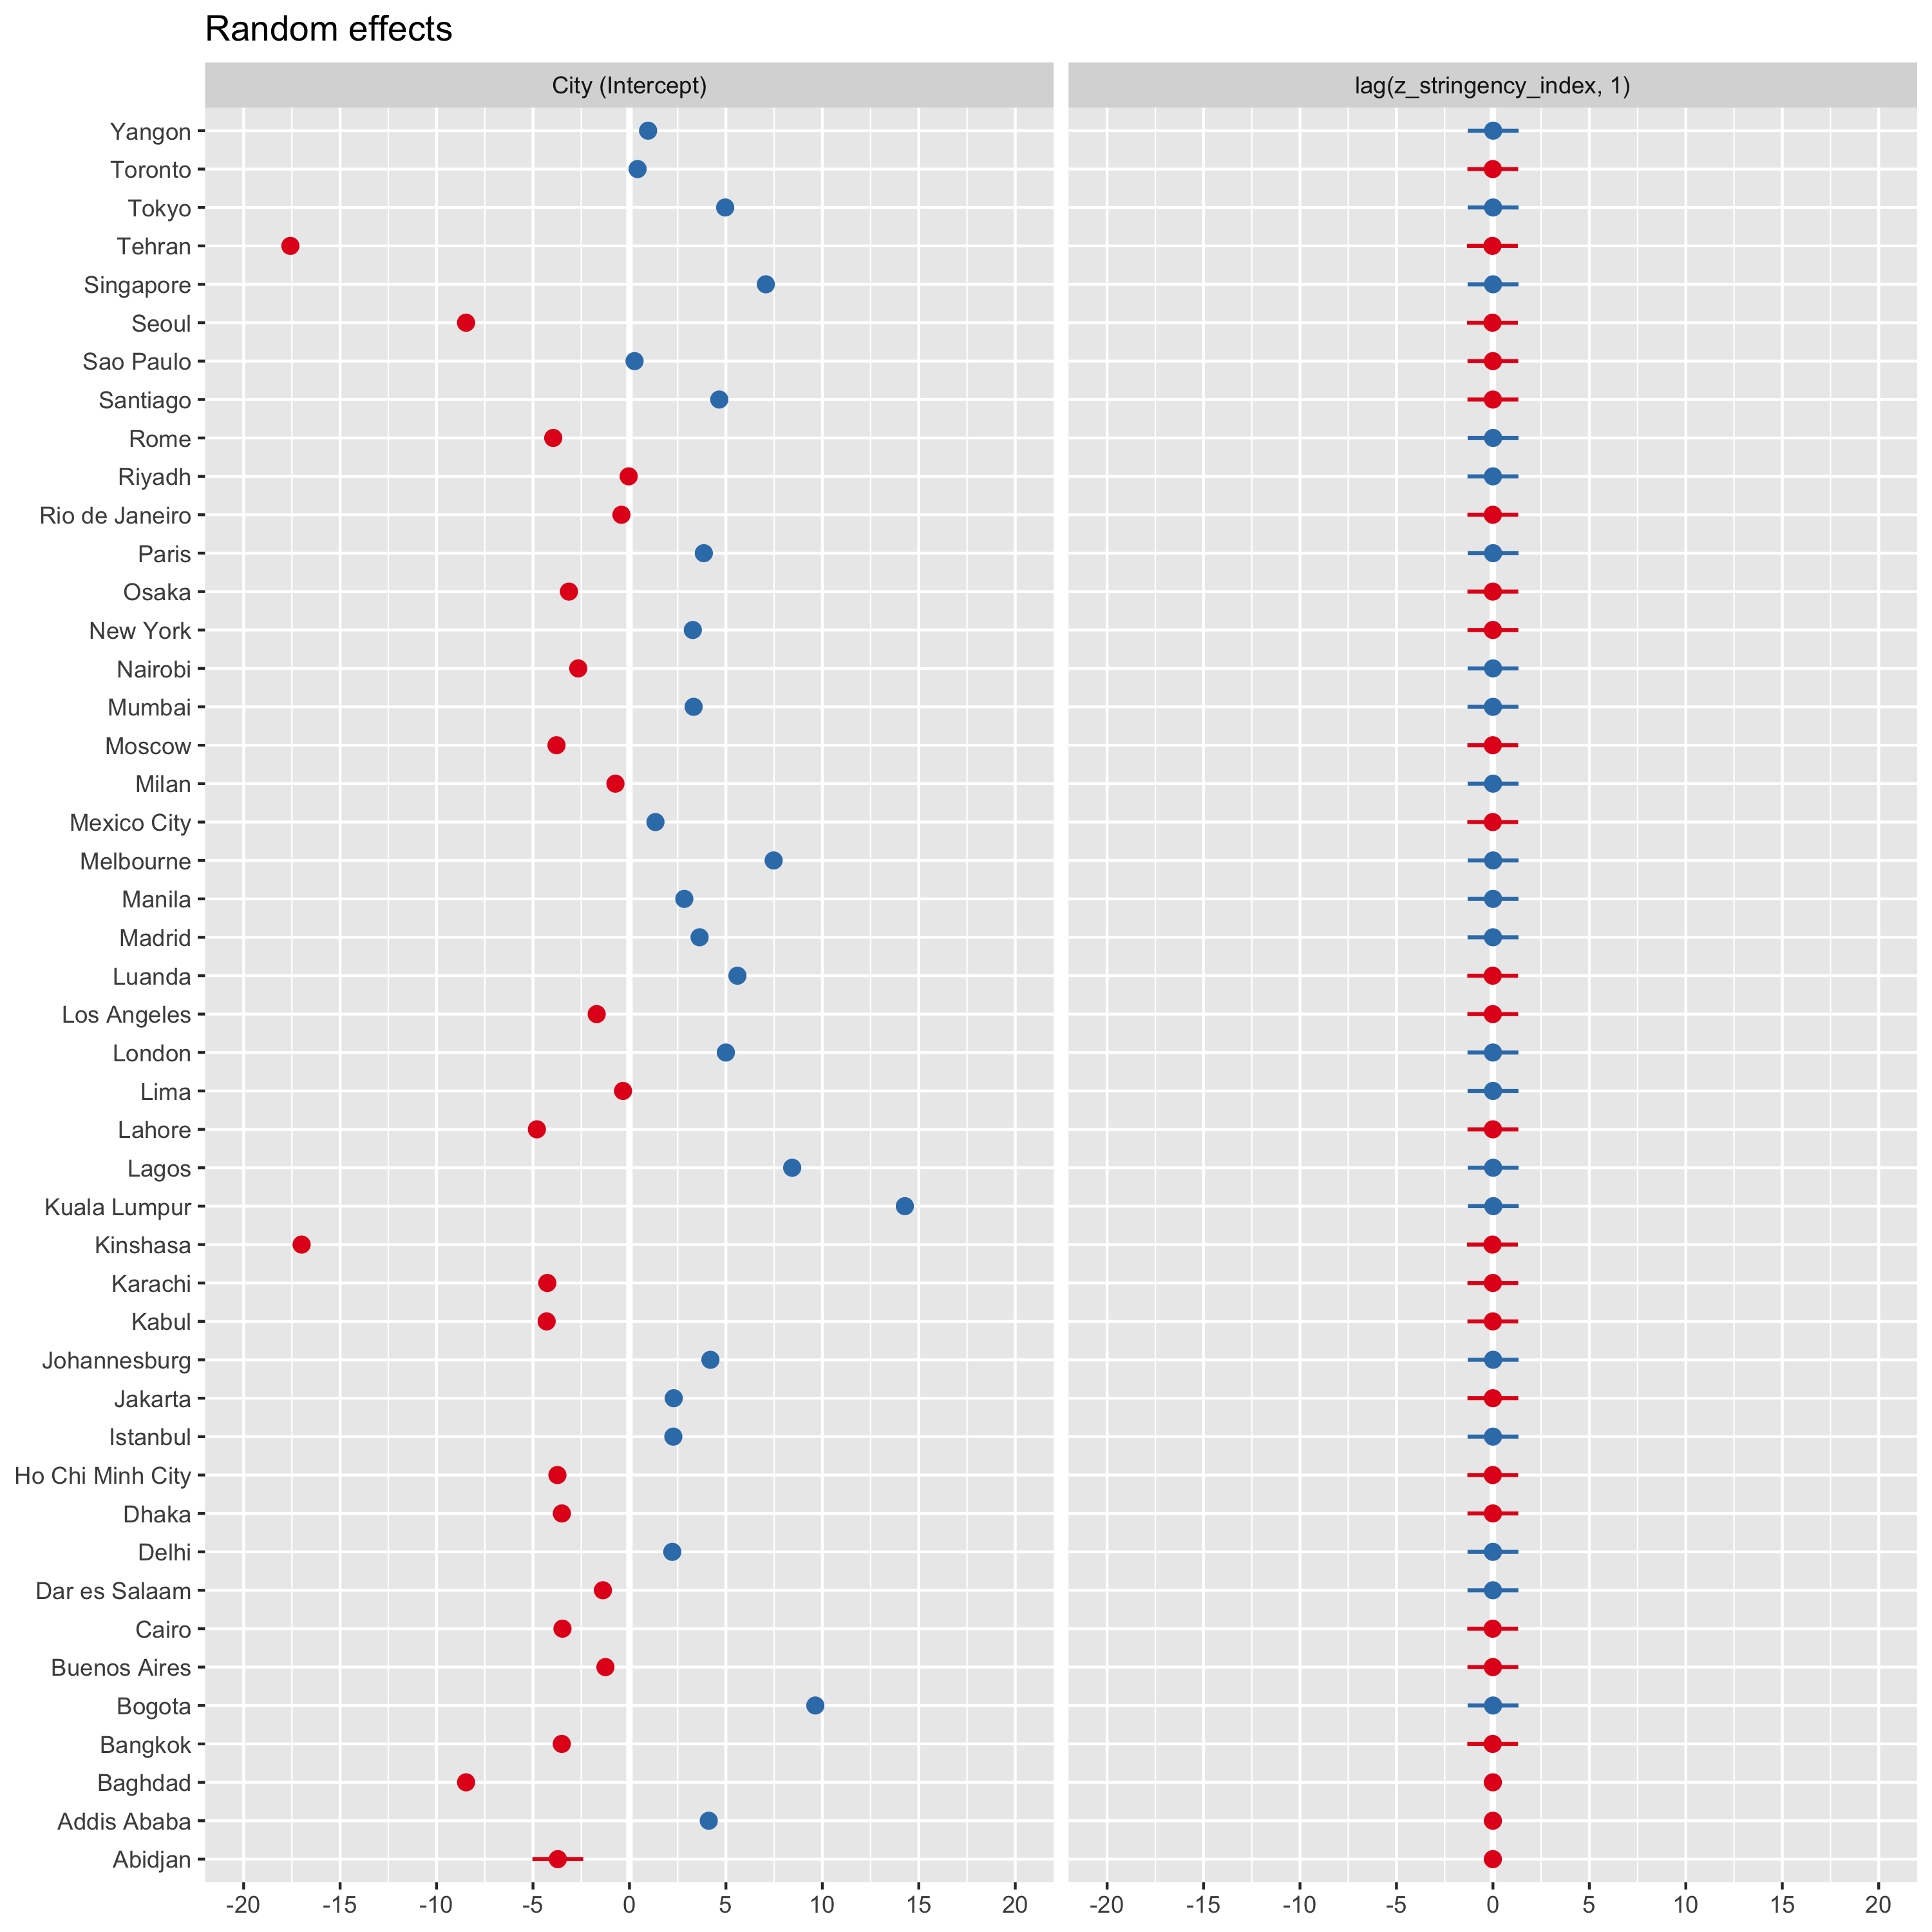 Random effects
City (Intercept)
lag(z_stringency_index, 1)
Yangon
Toronto
Tokyo
Tehran
Singapore
Seoul
Sao Paulo
Santiago
Rome
Riyadh
Rio de Janeiro
Paris
Osaka
New York
Nairobi
Mumbai
Moscow
Milan
Mexico City
Melbourne
Manila
Madrid
Luanda
Los Angeles
London
Lima
Lahore
Lagos
Kuala Lumpur
Kinshasa
Karachi
Kabul
Johannesburg
Jakarta
Istanbul
Ho Chi Minh City
Dhaka
Delhi
Dar es Salaam
Cairo
Buenos Aires
Bogota
Bangkok
Baghdad
Addis Ababa
Abidjan
-20 -15 -10 -5 0 5 10 15 20
-20 -15 -10 -5 0 5 10 15 20